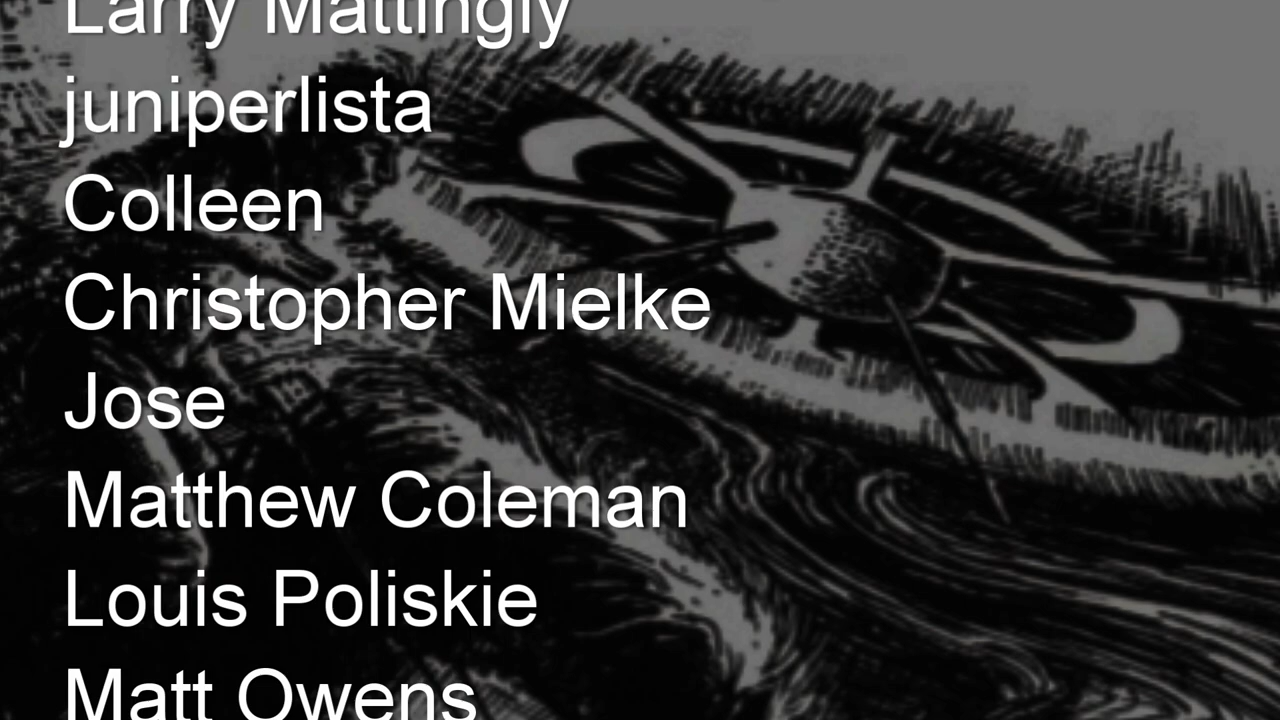 Larry Mattingly
juniperlista
Colleen
Christopher Mielke
Jose
Matthew Coleman
Louis Poliskie
Matt Owens